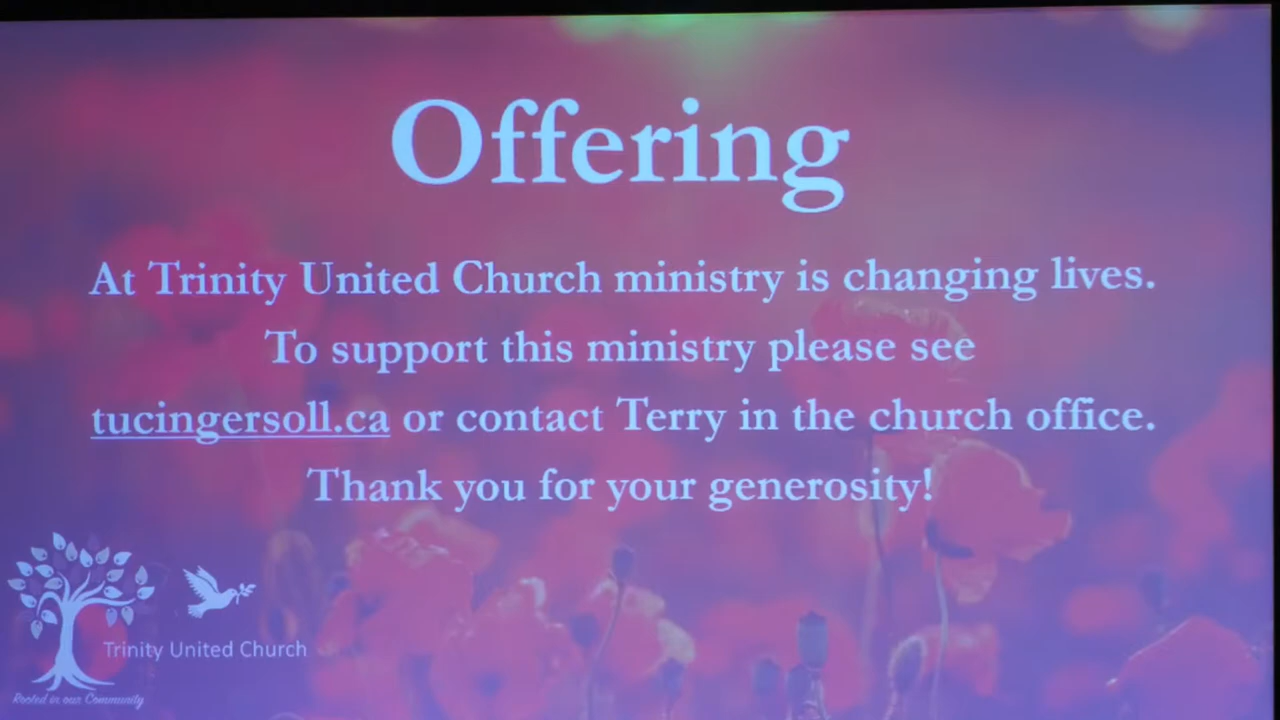 Offering
At Trinity United Church ministry is changing lives.
To support this ministry please see
tucingersoll.ca or contact Terry in the church office.
Thank you for your generosity!
Trinity United Church
Rooted in our Community